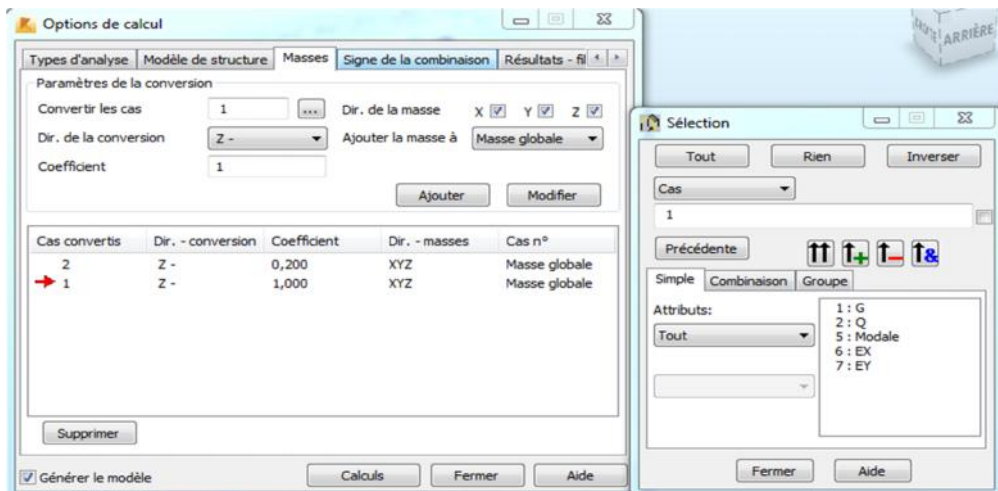 Options de calcul
Types d'analyse Modèle de structure Masses Signe de la combinaison Résultats - fil
Paramètres de la conversion
Convertir les cas 1 ... Dir. de la masse X Y Z
Dir. de la conversion Z - Ajouter la masse à Masse globale
Coefficient 1
Ajouter Modifier
Cas convertis Dir. - conversion Coefficient Dir. - masses Cas n°
2 Z - 0,200 XYZ Masse globale
1 Z - 1,000 XYZ Masse globale
Supprimer
Générer le modèle Calculs Fermer Aide
ARRIÈRE
Sélection
Tout Rien Inverser
Cas
1
Précédente
&
Simple Combinaison Groupe
Attributs:
Tout
1 : G
2 : Q
5 : Modale
6 : EX
7 : EY
Fermer Aide